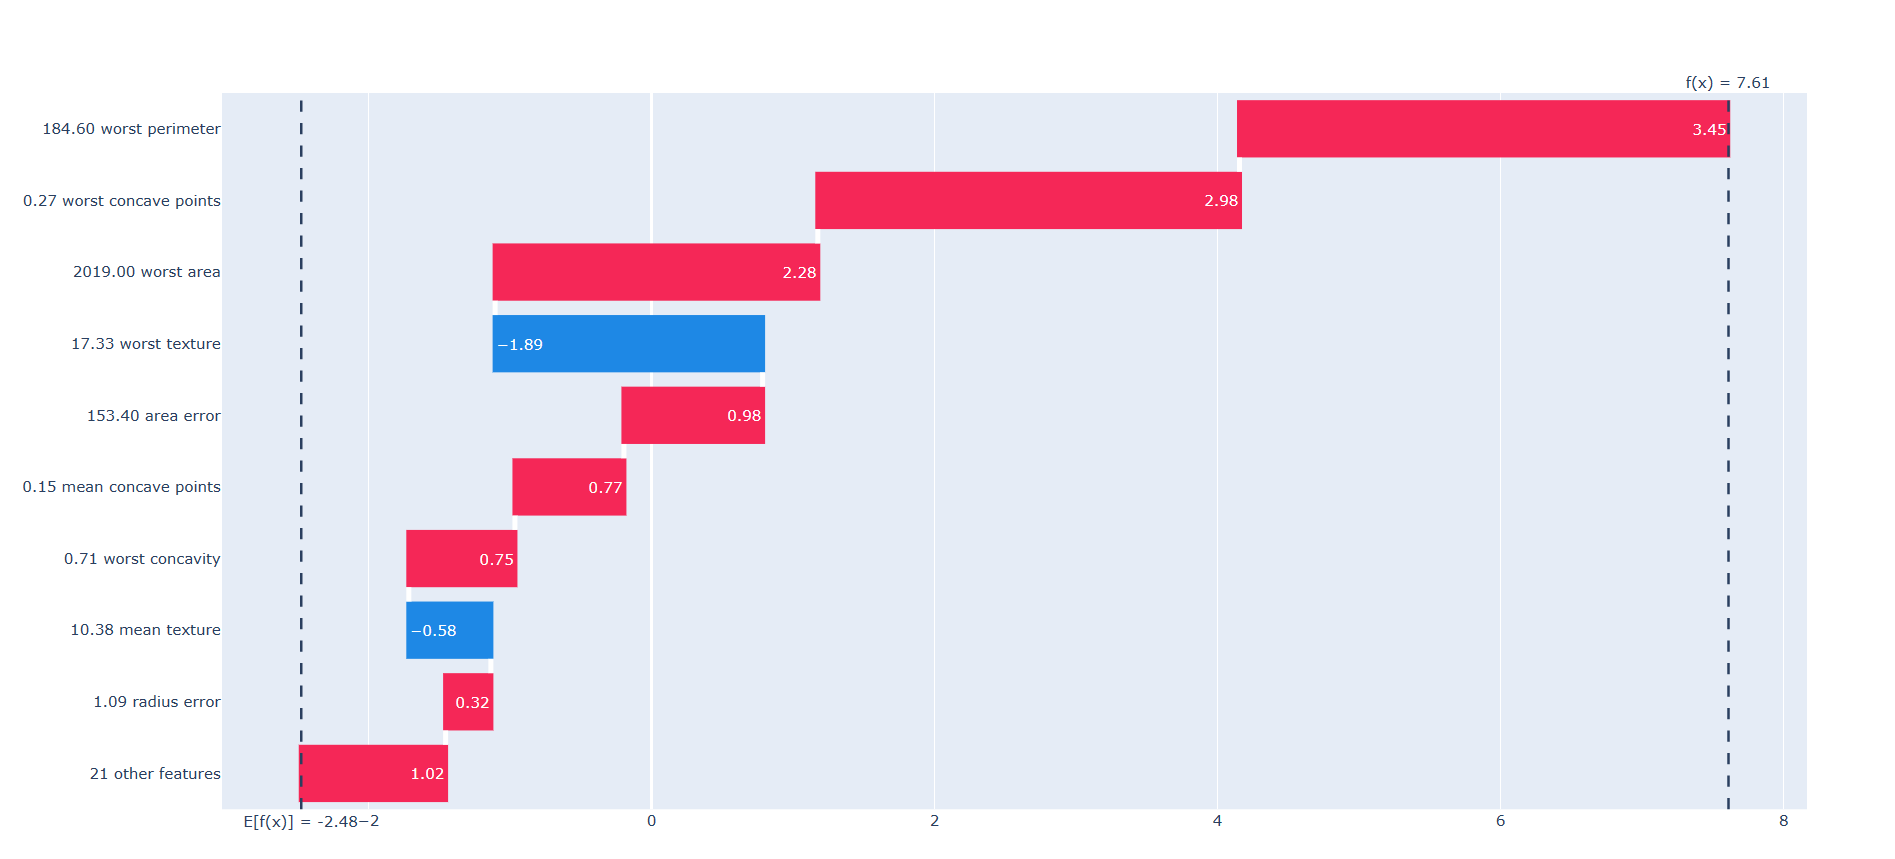 f(x) = 7.61
184.60 worst perimeter
3.45
0.27 worst concave points
2.98
2019.00 worst area
2.28
17.33 worst texture
−1.89
153.40 area error
0.98
0.15 mean concave points
0.77
0.71 worst concavity
0.75
10.38 mean texture
−0.58
1.09 radius error
0.32
21 other features
1.02
E[f(x)] = -2.48
−2
0
2
4
6
8